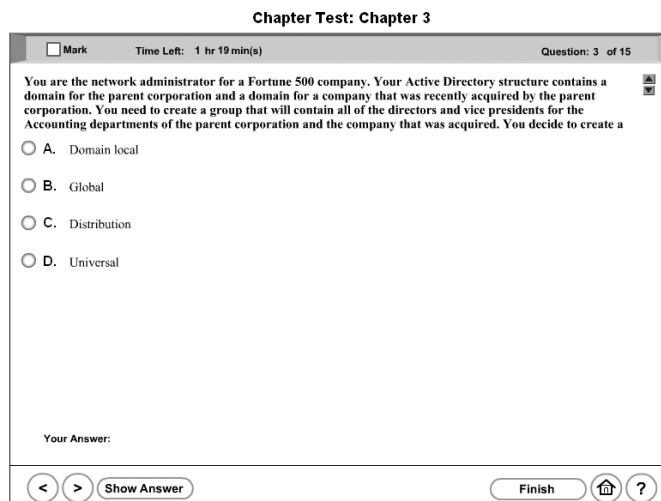 Chapter Test: Chapter 3
Mark Time Left: 1 hr 19 min(s) Question: 3 of 15
You are the network administrator for a Fortune 500 company. Your Active Directory structure contains a
domain for the parent corporation and a domain for a company that was recently acquired by the parent
corporation. You need to create a group that will contain all of the directors and vice presidents for the
Accounting departments of the parent corporation and the company that was acquired. You decide to create a
A. Domain local
B. Global
C. Distribution
D. Universal
Your Answer:
< > Show Answer Finish ?